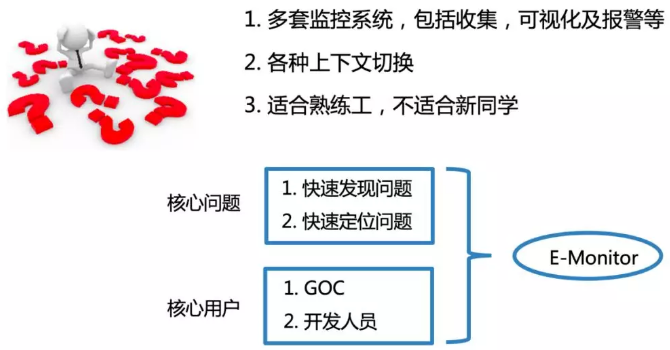 1. 多套监控系统，包括收集，可视化及报警等
2. 各种上下文切换
3. 适合熟练工，不适合新同学
核心问题
1. 快速发现问题
2. 快速定位问题
E-Monitor
核心用户
1. GOC
2. 开发人员